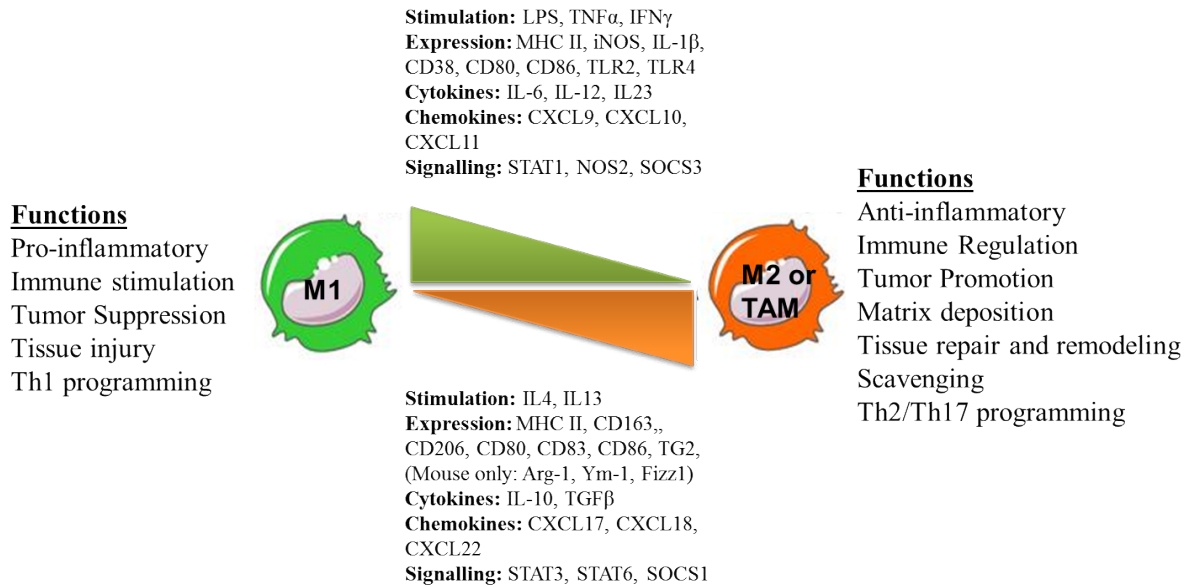 Stimulation: LPS, TNFα, IFNγ
Expression: MHC II, iNOS, IL-1β,
CD38, CD80, CD86, TLR2, TLR4
Cytokines: IL-6, IL-12, IL23
Chemokines: CXCL9, CXCL10,
CXCL11
Signalling: STAT1, NOS2, SOCS3
Functions
Pro-inflammatory
Immune stimulation
Tumor Suppression
Tissue injury
Th1 programming
M1
M2 or
TAM
Functions
Anti-inflammatory
Immune Regulation
Tumor Promotion
Matrix deposition
Tissue repair and remodeling
Scavenging
Th2/Th17 programming
Stimulation: IL4, IL13
Expression: MHC II, CD163,,
CD206, CD80, CD83, CD86, TG2,
(Mouse only: Arg-1, Ym-1, Fizz1)
Cytokines: IL-10, TGFβ
Chemokines: CXCL17, CXCL18,
CXCL22
Signalling: STAT3, STAT6, SOCS1